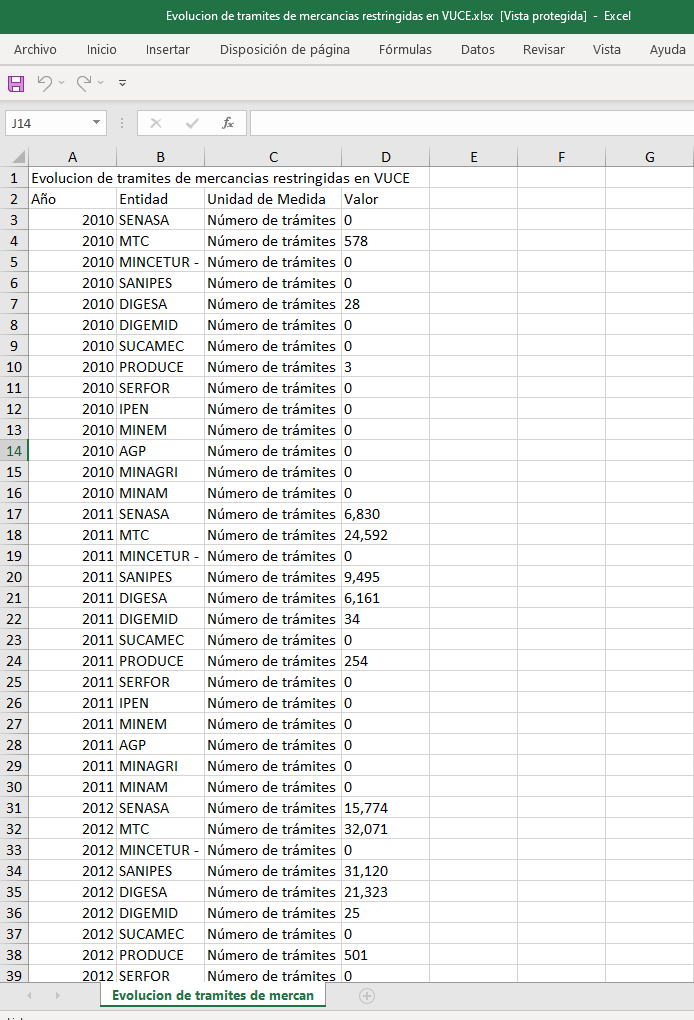 Evolucion de tramites de mercancias restringidas en VUCE.xlsx [Vista protegida] - Excel
Archivo Inicio Insertar Disposición de página Fórmulas Datos Revisar Vista Ayuda
J14 fx
A B C D E F G
1 Evolucion de tramites de mercancias restringidas en VUCE
2 Año Entidad Unidad de Medida Valor
3 2010 SENASA Número de trámites 0
4 2010 MTC Número de trámites 578
5 2010 MINCETUR - Número de trámites 0
6 2010 SANIPES Número de trámites 0
7 2010 DIGESA Número de trámites 28
8 2010 DIGEMID Número de trámites 0
9 2010 SUCAMEC Número de trámites 0
10 2010 PRODUCE Número de trámites 3
11 2010 SERFOR Número de trámites 0
12 2010 IPEN Número de trámites 0
13 2010 MINEM Número de trámites 0
14 2010 AGP Número de trámites 0
15 2010 MINAGRI Número de trámites 0
16 2010 MINAM Número de trámites 0
17 2011 SENASA Número de trámites 6,830
18 2011 MTC Número de trámites 24,592
19 2011 MINCETUR - Número de trámites 0
20 2011 SANIPES Número de trámites 9,495
21 2011 DIGESA Número de trámites 6,161
22 2011 DIGEMID Número de trámites 34
23 2011 SUCAMEC Número de trámites 0
24 2011 PRODUCE Número de trámites 254
25 2011 SERFOR Número de trámites 0
26 2011 IPEN Número de trámites 0
27 2011 MINEM Número de trámites 0
28 2011 AGP Número de trámites 0
29 2011 MINAGRI Número de trámites 0
30 2011 MINAM Número de trámites 0
31 2012 SENASA Número de trámites 15,774
32 2012 MTC Número de trámites 32,071
33 2012 MINCETUR - Número de trámites 0
34 2012 SANIPES Número de trámites 31,120
35 2012 DIGESA Número de trámites 21,323
36 2012 DIGEMID Número de trámites 25
37 2012 SUCAMEC Número de trámites 0
38 2012 PRODUCE Número de trámites 501
39 2012 SERFOR Número de trámites 0
Evolucion de tramites de mercan